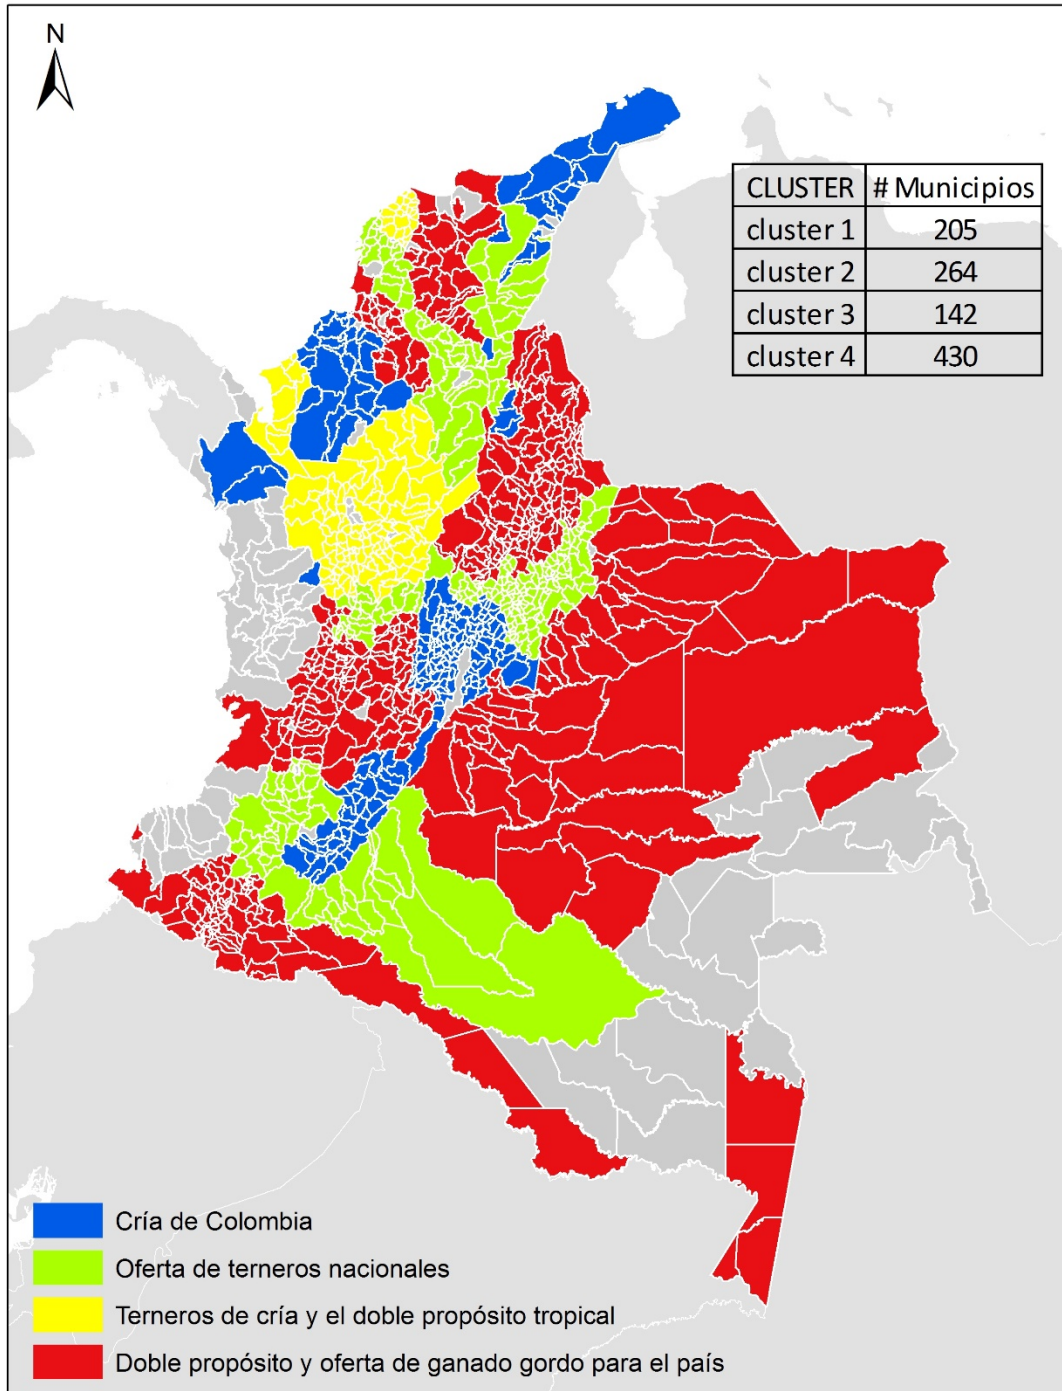 N
CLUSTER # Municipios
cluster 1 205
cluster 2 264
cluster 3 142
cluster 4 430
Cría de Colombia
Oferta de terneros nacionales
Terneros de cría y el doble propósito tropical
Doble propósito y oferta de ganado gordo para el país